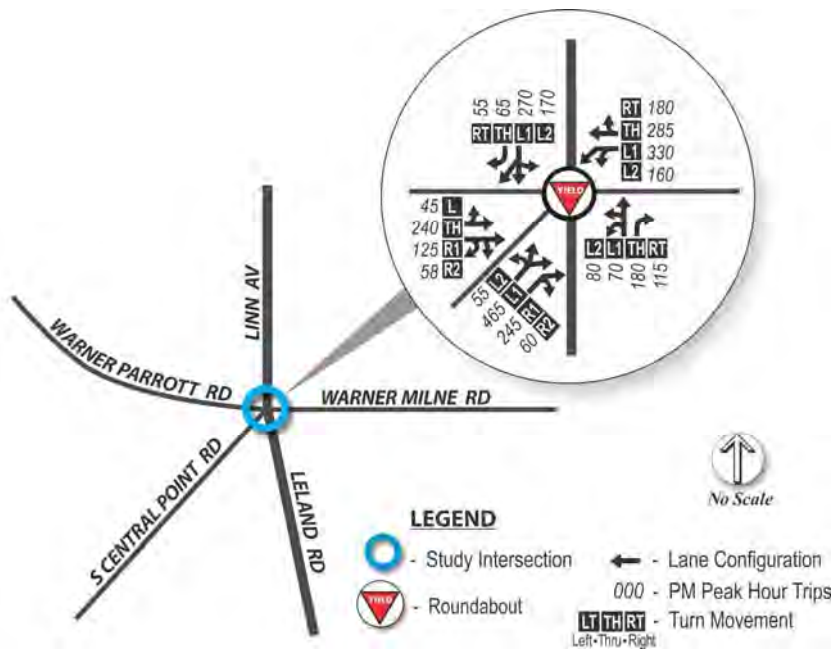 55 65 270 170
RT TH L1 L2
RT 180
TH 285
L1 330
L2 160
YIELD
45 L
240 TH
125 R1
58 R2
L2 L1 TH RT
80 70 180 115
L2 L1 R1 R2
55 465 245 60
LINN AV
WARNER PARROTT RD
WARNER MILNE RD
S CENTRAL POINT RD
LELAND RD
No Scale
LEGEND
- Study Intersection
- Lane Configuration
000 - PM Peak Hour Trips
YIELD - Roundabout
LT TH RT - Turn Movement
Left•Thru•Right